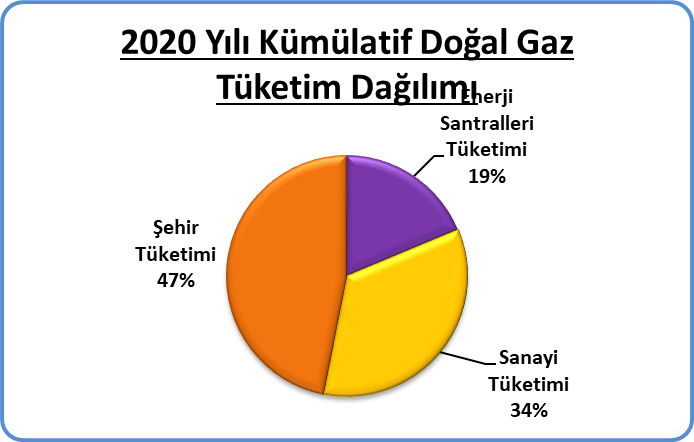 2020 Yılı Kümülatif Doğal Gaz
Tüketim Dağılımı
Enerji
Santralleri
Tüketimi
19%
Şehir
Tüketimi
47%
Sanayi
Tüketimi
34%